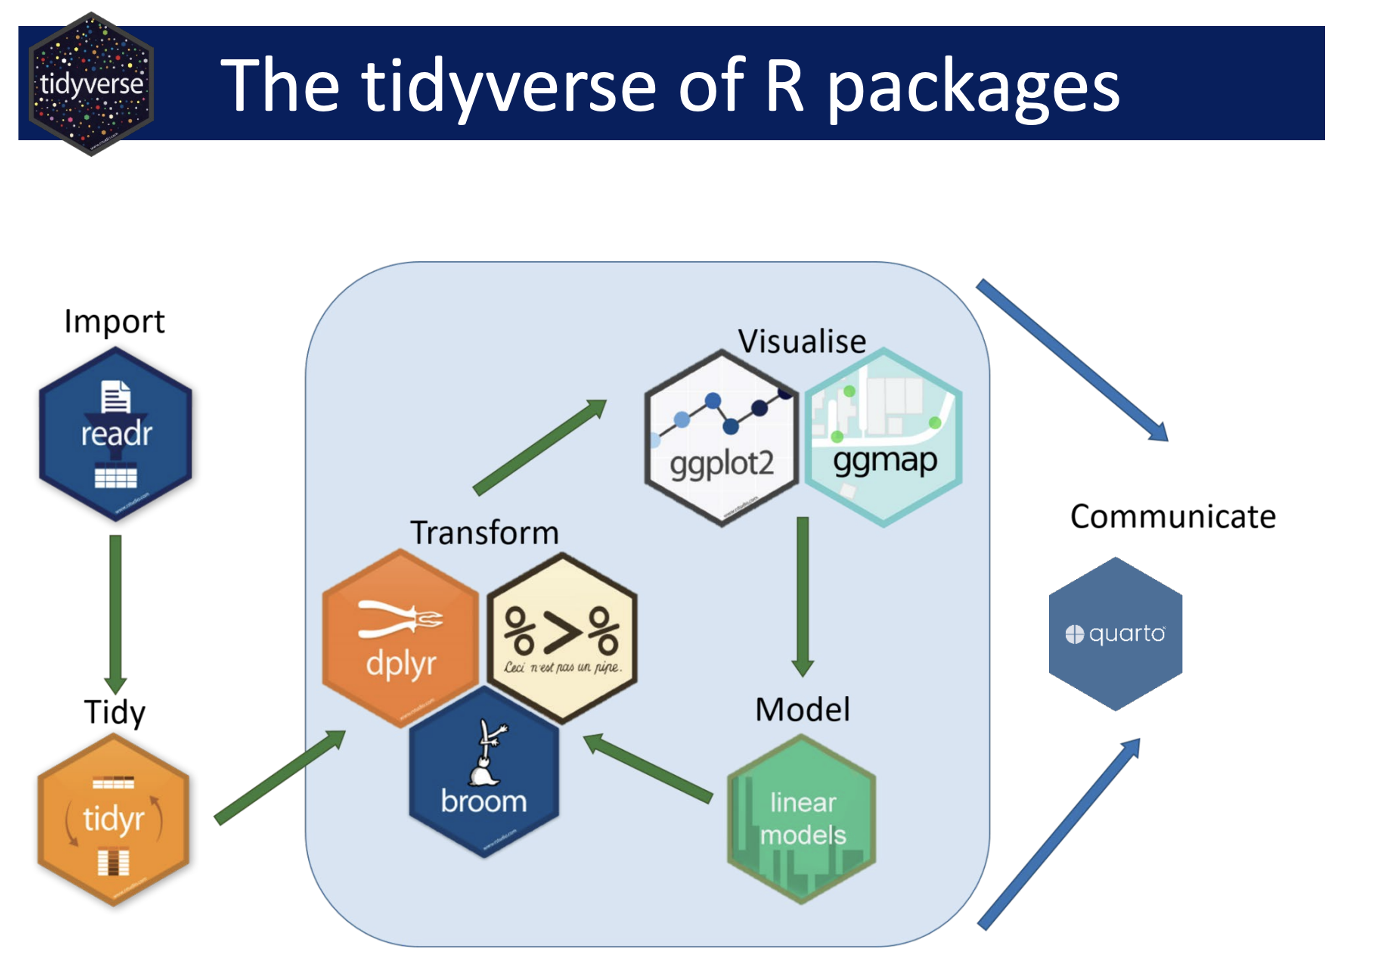 tidyverse
The tidyverse of R packages
Import
readr
Tidy
tidyr
Transform
dplyr
%>%
Ceci n'est pas un pipe.
broom
Visualise
ggplot2
ggmap
Model
linear
models
Communicate
quarto